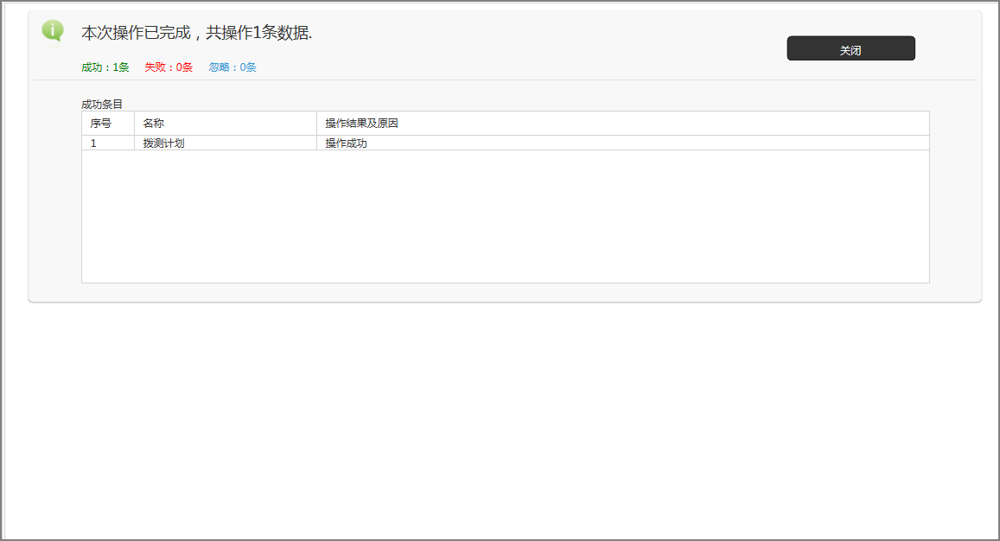 本次操作已完成，共操作1条数据.
关闭
成功：1条 失败：0条 忽略：0条
成功条目
序号 名称 操作结果及原因
1 拨测计划 操作成功